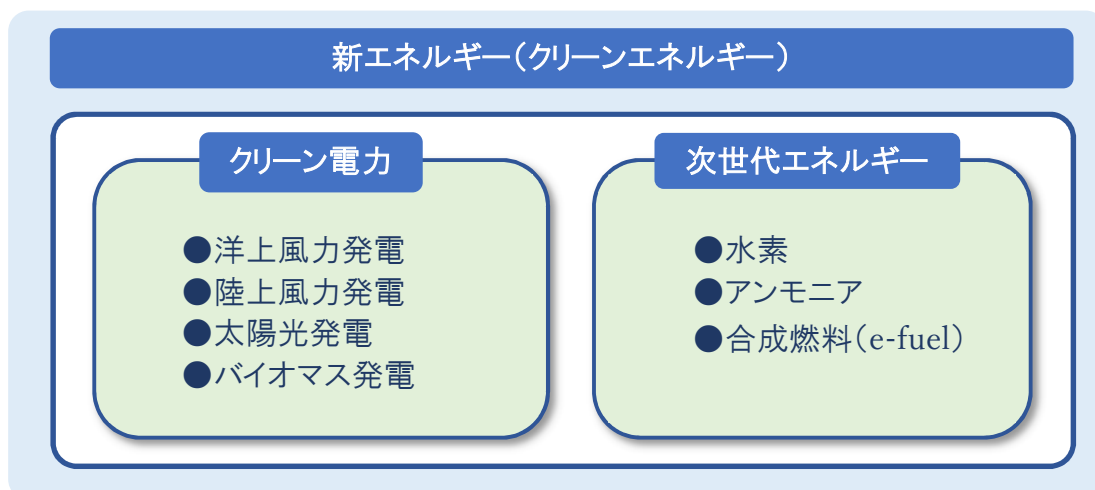 新エネルギー（クリーンエネルギー）
クリーン電力
●洋上風力発電
●陸上風力発電
●太陽光発電
●バイオマス発電
次世代エネルギー
●水素
●アンモニア
●合成燃料（e-fuel）